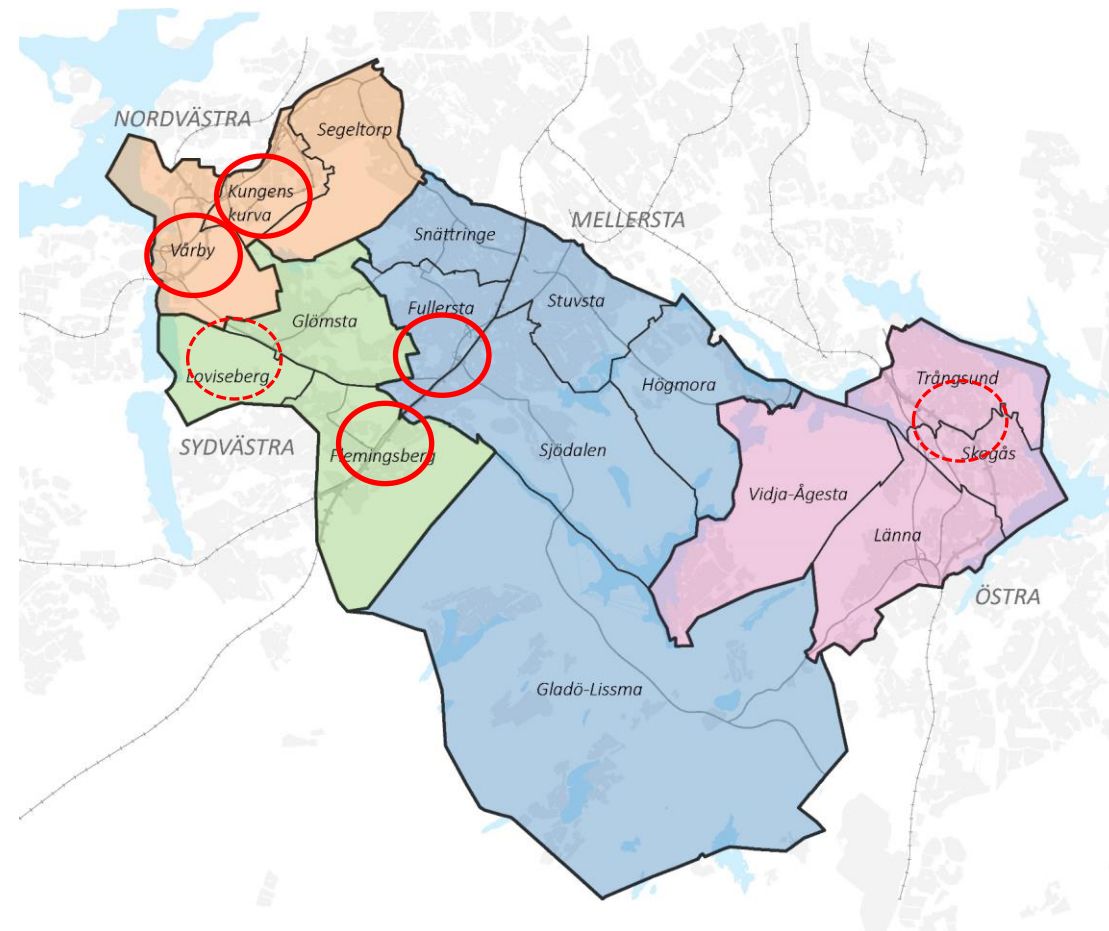 NORDVÄSTRA
Segeltorp
Kungens
kurva
MELLERSTA
Snättringe
Vårby
Fullersta
Stuvsta
Glömsta
Loviseberg
Högmora
Trångsund
SYDVÄSTRA
Flemingsberg
Sjödalen
Skogås
Vidja-Ågesta
Länna
ÖSTRA
Gladö-Lissma